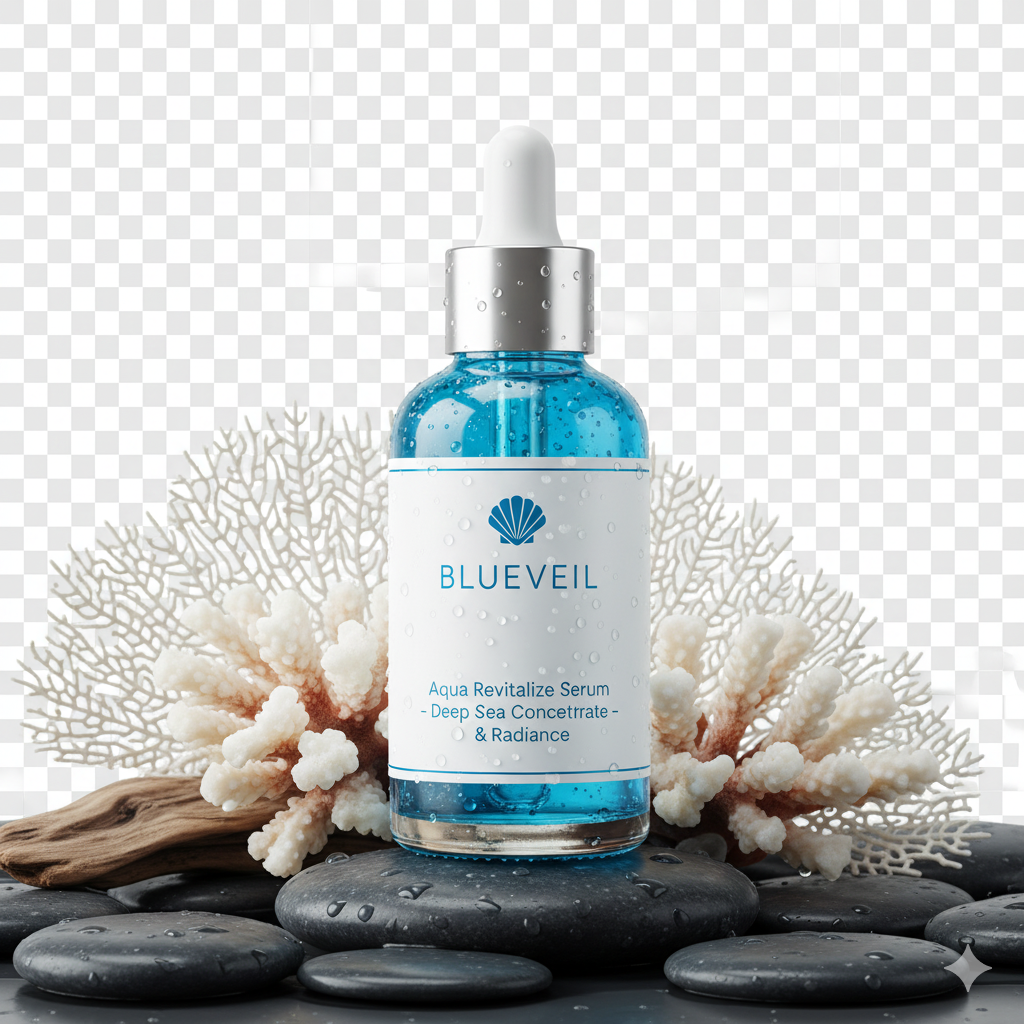 BLUEVEIL
Aqua Revitalize Serum
- Deep Sea Concetrrate -
& Radiance